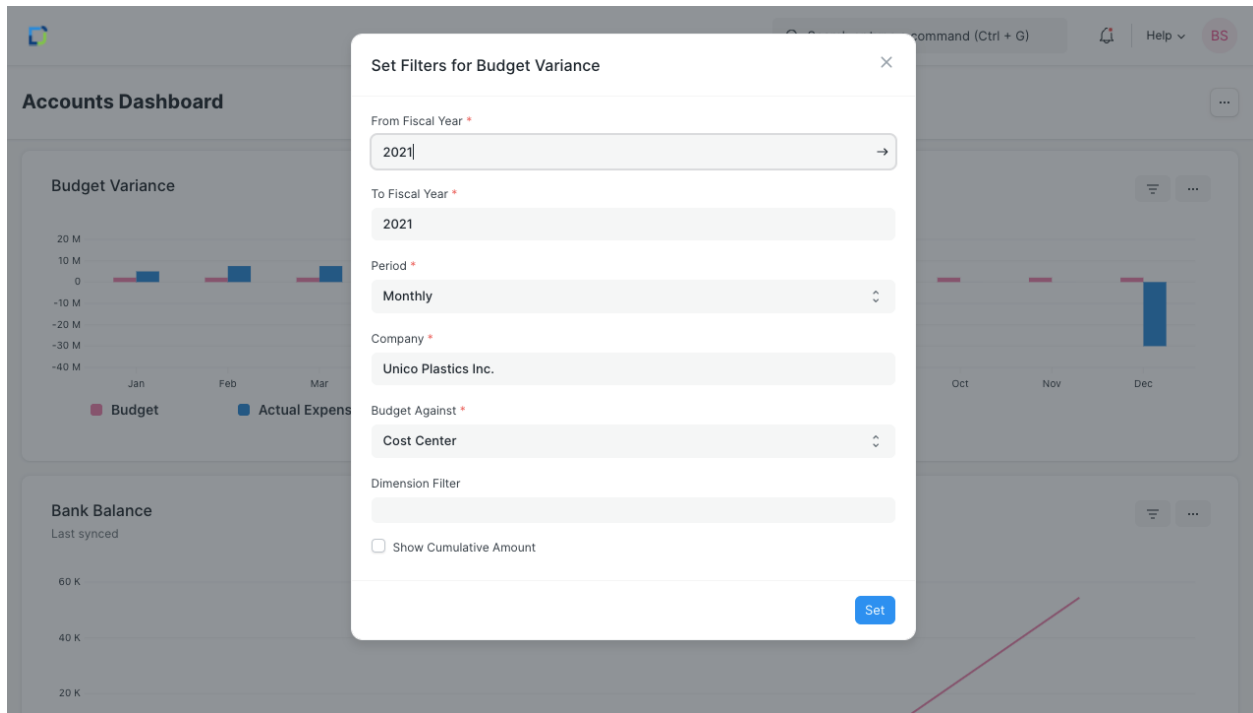 command (Ctrl + G)
Help
BS
Accounts Dashboard
...
Set Filters for Budget Variance
From Fiscal Year *
2021
To Fiscal Year *
2021
Period *
Monthly
Company *
Unico Plastics Inc.
Budget Against *
Cost Center
Dimension Filter
Show Cumulative Amount
Set
Budget Variance
...
20 M
10 M
0
-10 M
-20 M
-30 M
-40 M
Jan Feb Mar Oct Nov Dec
Budget Actual Expens
Bank Balance
...
Last synced
60 K
40 K
20 K